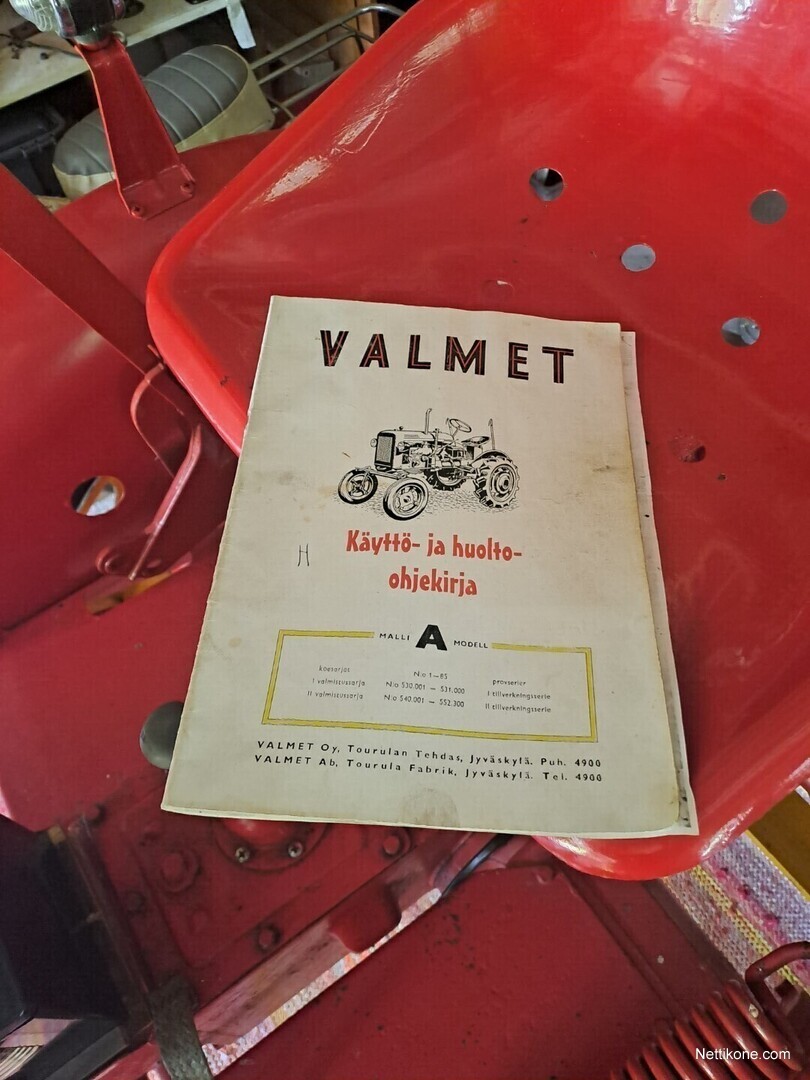 VALMET
H
Käyttö- ja huolto-
ohjekirja
MALLI A MODELL
koesarjas N:o 1–85 provserier
I valmistussarja N:o 530.001 – 531.000 I tillverkningsserie
II valmistussarja N:o 540.001 – 552.300 II tillverkningsserie
VALMET Oy, Tourulan Tehdas, Jyväskylä. Puh. 4900
VALMET Ab, Tourula Fabrik, Jyväskylä. Tel. 4900
Nettikone.com